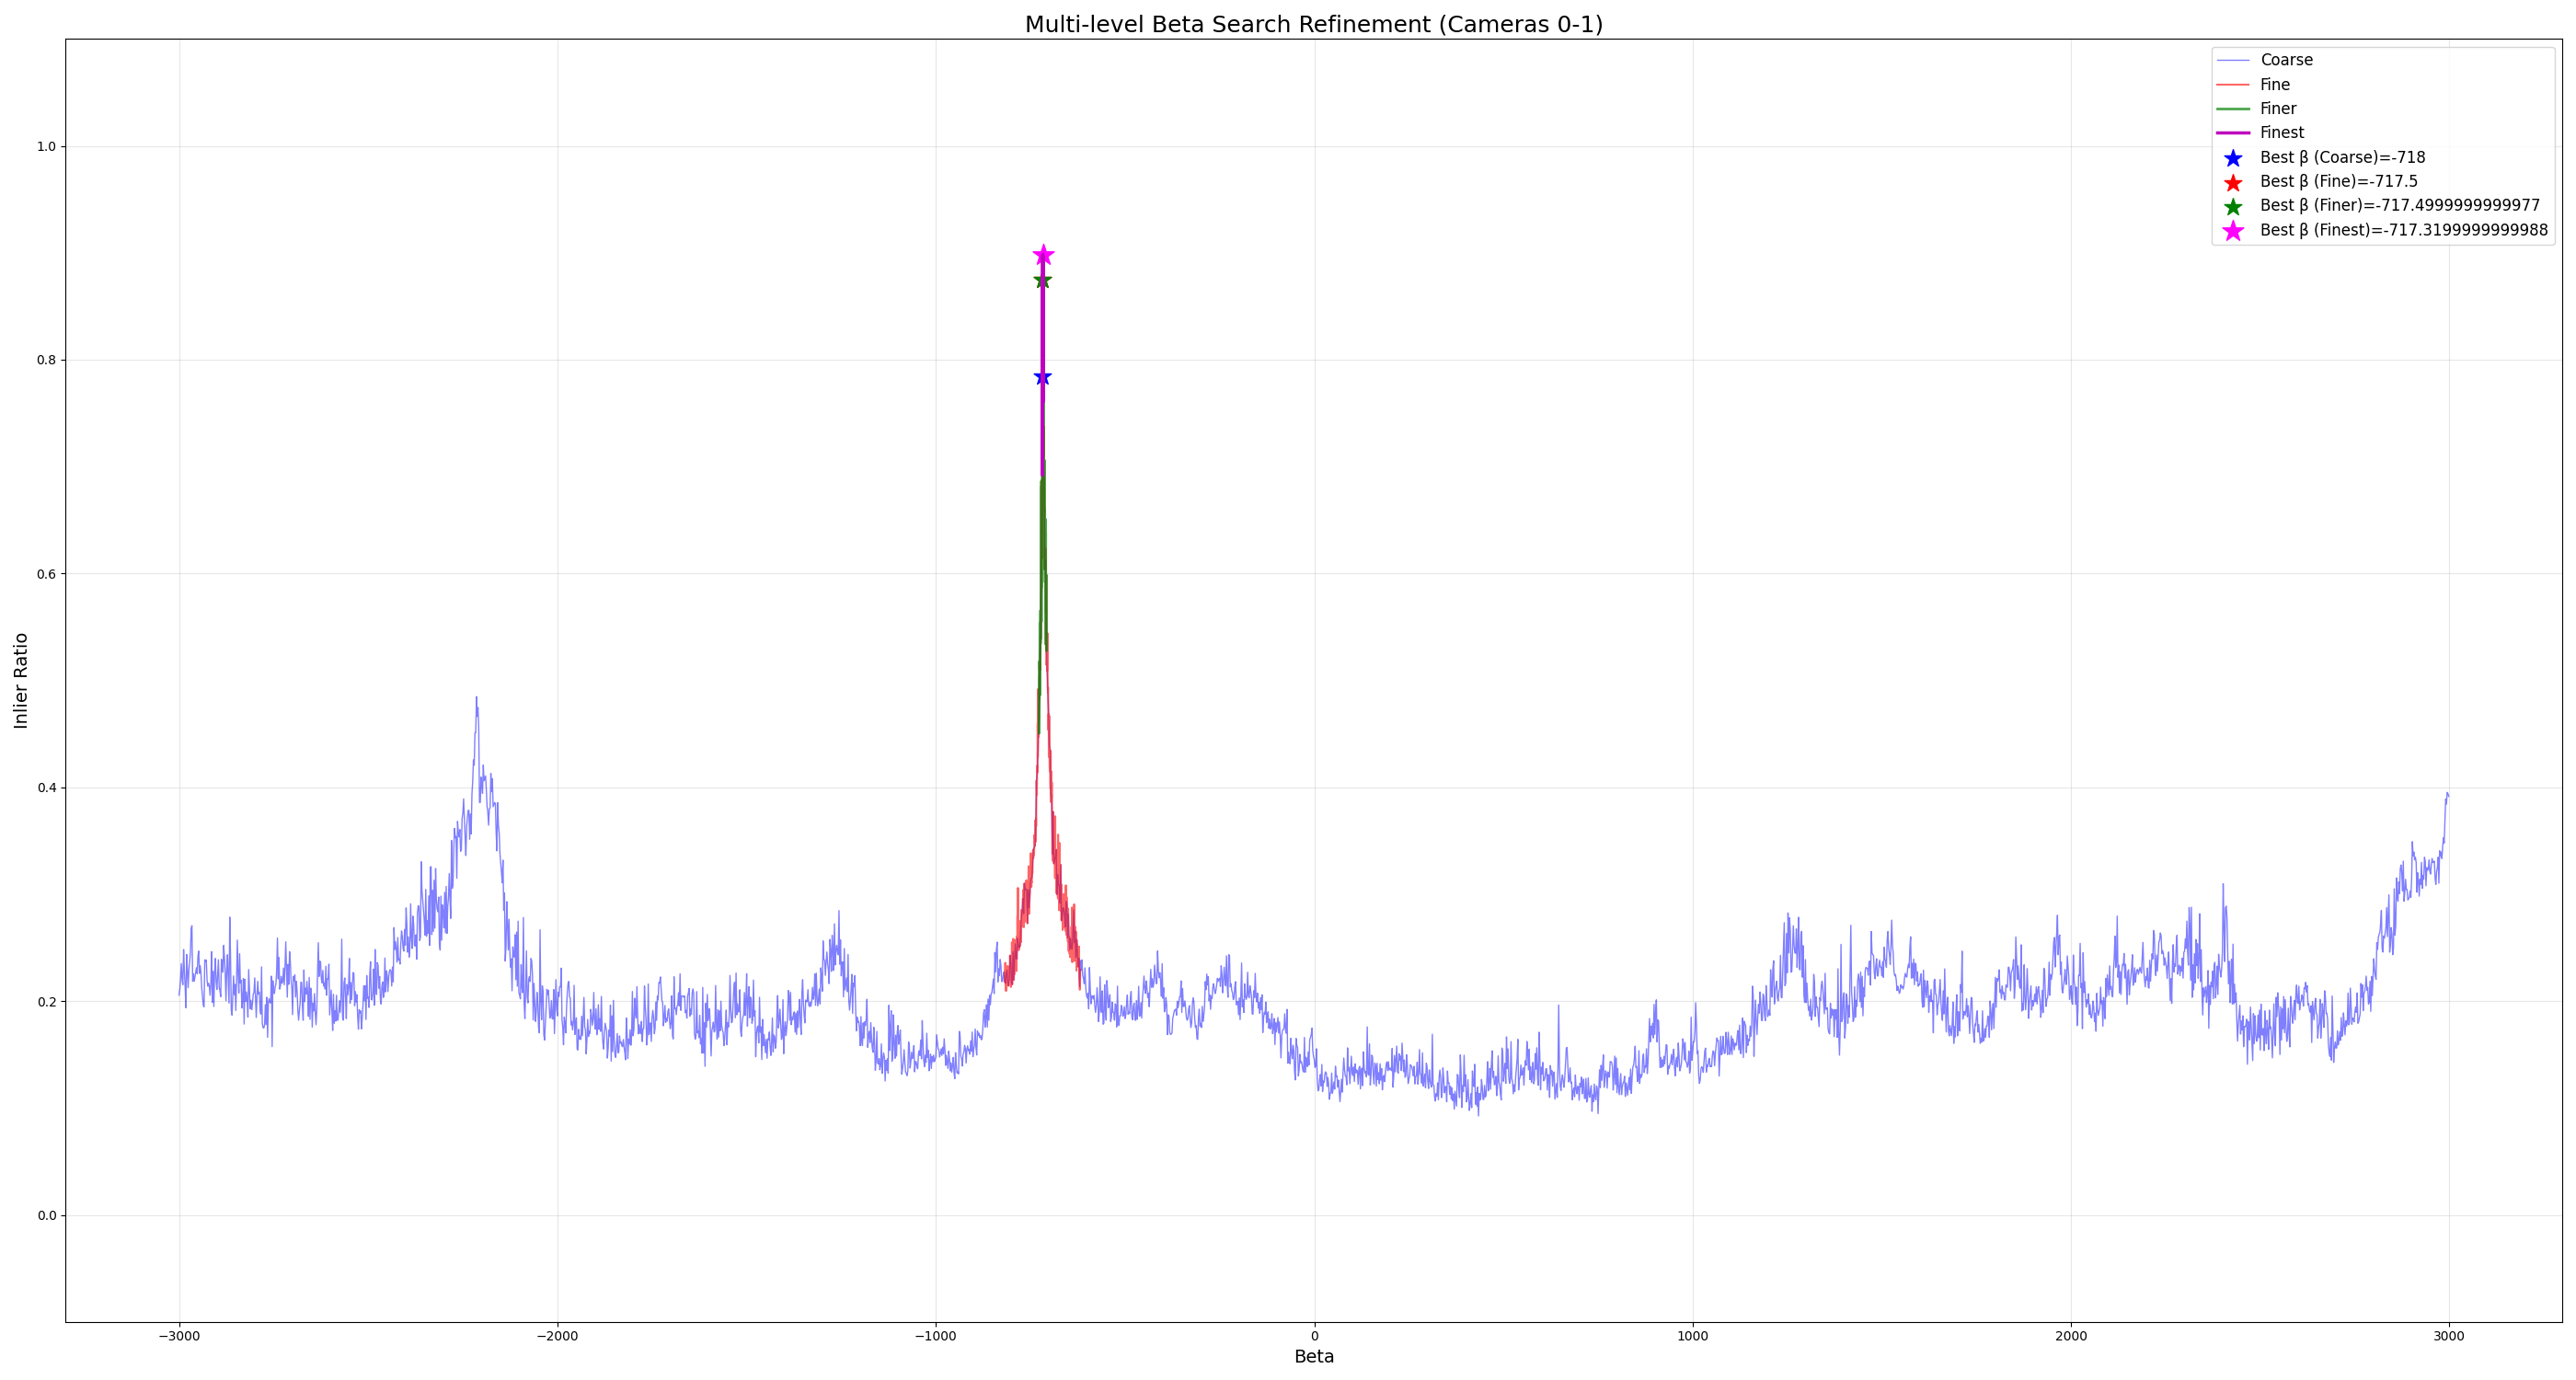 Multi-level Beta Search Refinement (Cameras 0-1)
Coarse
Fine
Finer
Finest
Best β (Coarse)=-718
Best β (Fine)=-717.5
Best β (Finer)=-717.4999999999977
Best β (Finest)=-717.3199999999988
Inlier Ratio
1.0
0.8
0.6
0.4
0.2
0.0
−3000 −2000 −1000 0 1000 2000 3000
Beta